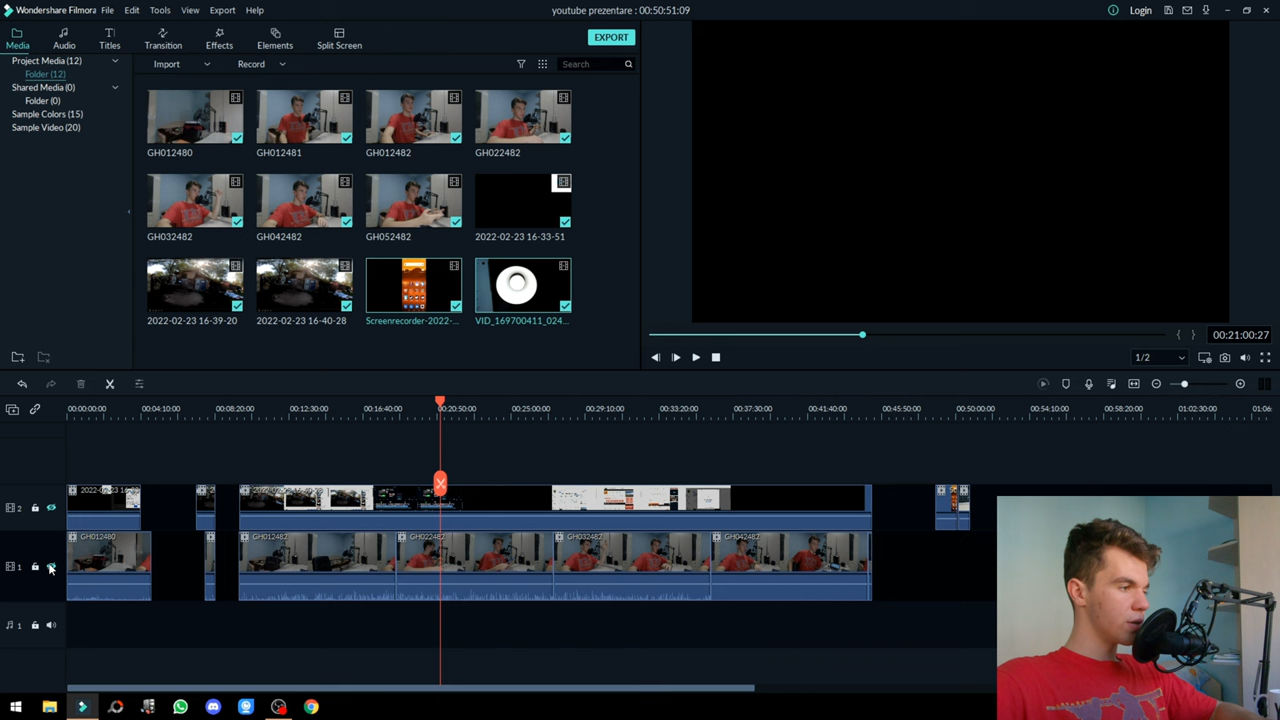 Wondershare Filmora File Edit Tools View Export Help youtube prezentare : 00:50:51:09 Login
Media Audio Titles Transition Effects Elements Split Screen EXPORT
Project Media (12) Import Record Search
Folder (12)
Shared Media (0)
Folder (0)
Sample Colors (15)
Sample Video (20)
GH012480 GH012481 GH012482 GH022482
GH032482 GH042482 GH052482 2022-02-23 16-33-51
2022-02-23 16-39-20 2022-02-23 16-40-28 Screenrecorder-2022-... VID_169700411_024...
{ } 00:21:00:27
1/2
00:00:00:00 00:04:10:00 00:08:20:00 00:12:30:00 00:16:40:00 00:20:50:00 00:25:00:00 00:29:10:00 00:33:20:00 00:37:30:00 00:41:40:00 00:45:50:00 00:50:00:00 00:54:10:00 00:58:20:00 01:02:30:00 01:06:
2
GH012480 GH012482 GH022482 GH032482 GH042482
1
1